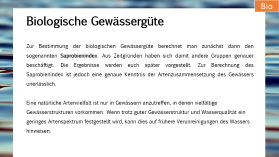 Bio
Biologische Gewässergüte
Zur Bestimmung der biologischen Gewässergüte berechnet man zunächst dann den
sogenannten Saprobienindex. Aus Zeitgründen haben sich damit andere Gruppen genauer
beschäftigt. Die Ergebnisse werden euch später vorgestellt. Zur Berechnung des
Saprobienindex ist jedoch eine genaue Kenntnis der Artenzusammensetzung des Gewässers
unerlässlich.
Eine natürliche Artenvielfalt ist nur in Gewässern anzutreffen, in denen vielfältige
Gewässerstrukturen vorkommen. Wenn trotz guter Gewässerstruktur und Wasserqualität ein
geringes Artenspektrum festgestellt wird, kann dies auf frühere Verunreinigungen des Wassers
hinweisen.